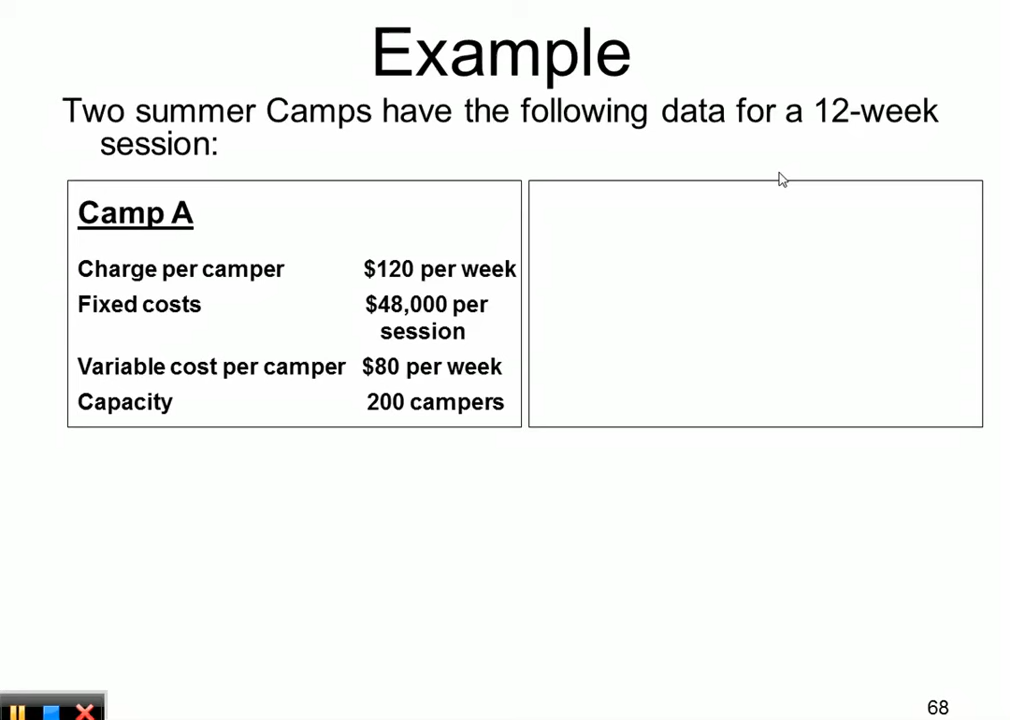 Example
Two summer Camps have the following data for a 12-week
session:
Camp A
Charge per camper $120 per week
Fixed costs $48,000 per
session
Variable cost per camper $80 per week
Capacity 200 campers
68